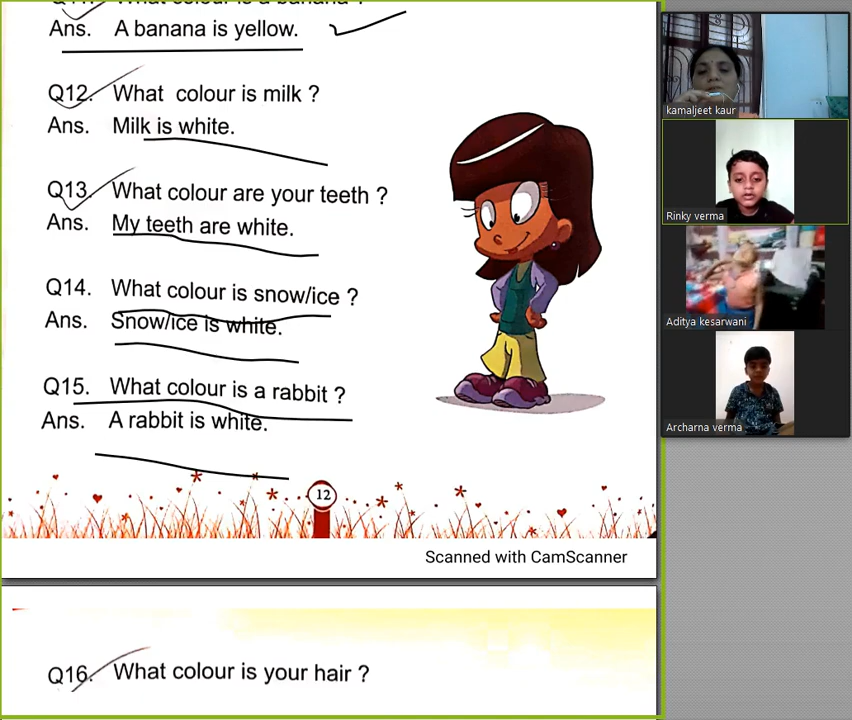 Ans. A banana is yellow.
Q12. What colour is milk ?
Ans. Milk is white.
Q13. What colour are your teeth ?
Ans. My teeth are white.
Q14. What colour is snow/ice ?
Ans. Snow/ice is white.
Q15. What colour is a rabbit ?
Ans. A rabbit is white.
12
Scanned with CamScanner
Q16. What colour is your hair ?
kamaljeet kaur
Rinky verma
Aditya kesarwani
Archarna verma